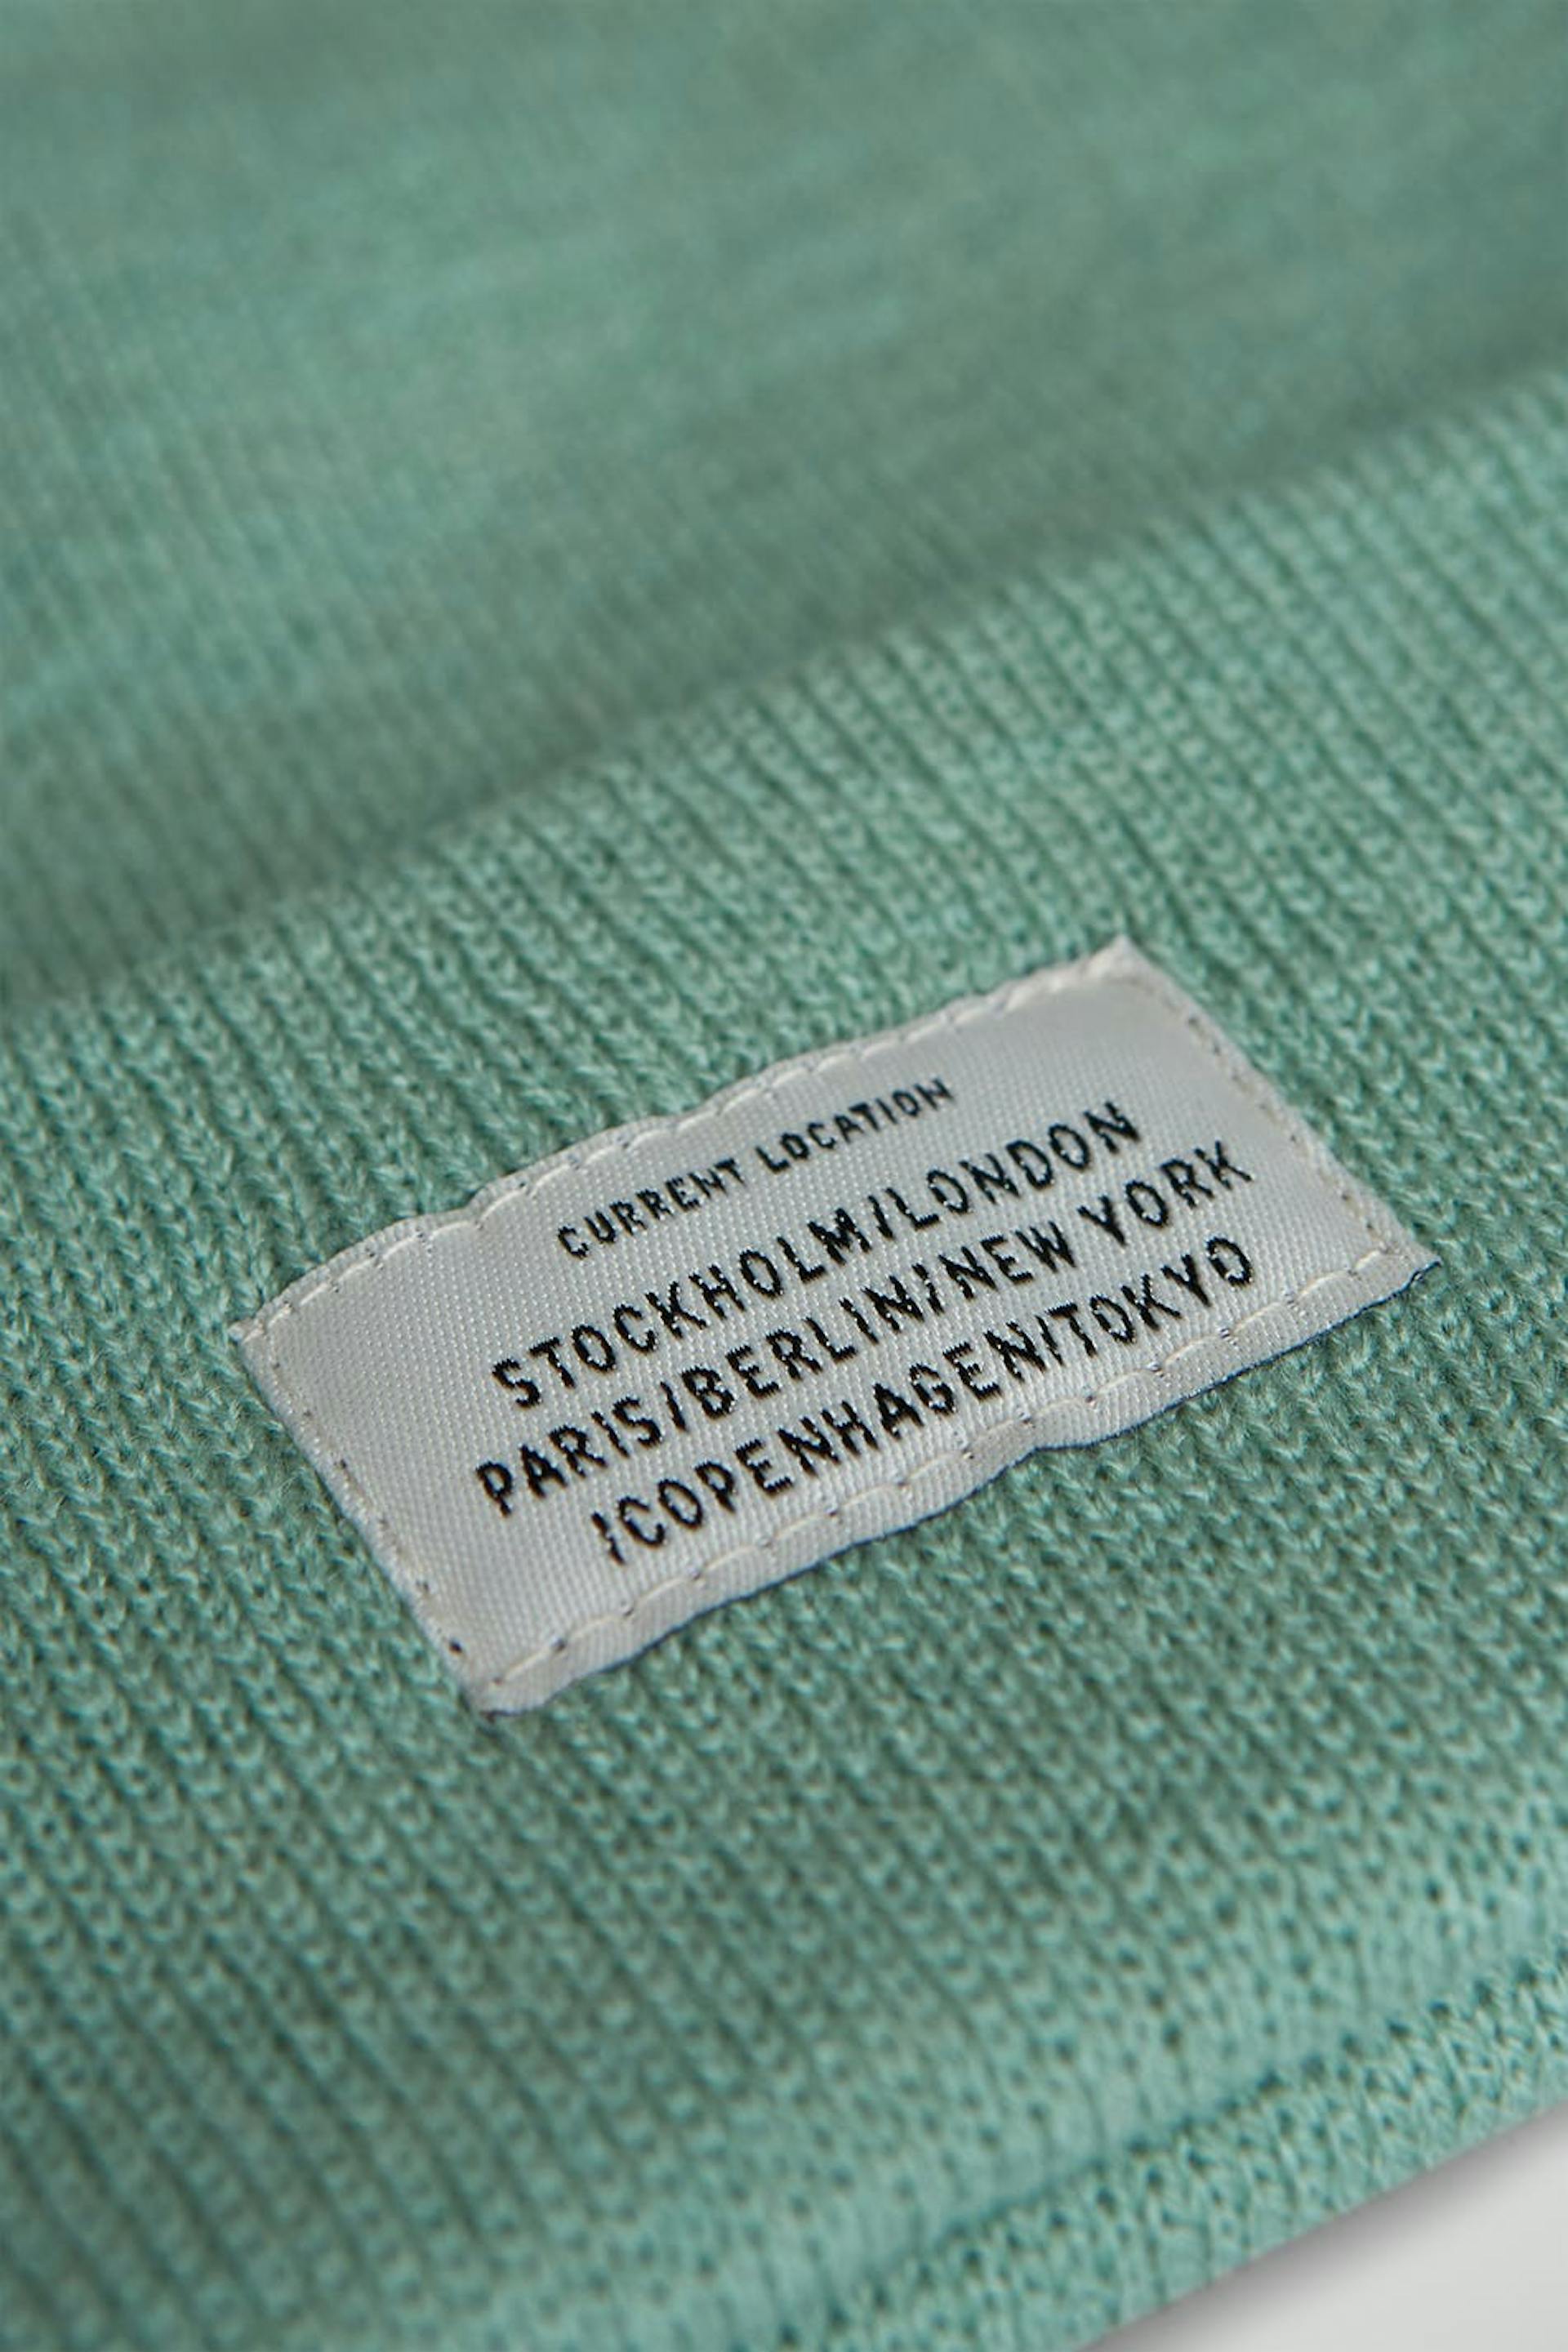 CURRENT LOCATION
STOCKHOLM/LONDON
PARIS/BERLIN/NEW YORK
/COPENHAGEN/TOKYO